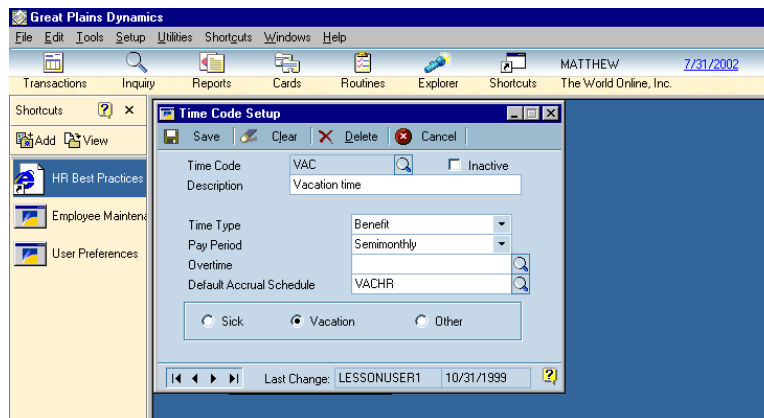 Great Plains Dynamics
File Edit Tools Setup Utilities Shortcuts Windows Help
Transactions Inquiry Reports Cards Routines Explorer Shortcuts
MATTHEW 7/31/2002
The World Online, Inc.
Shortcuts
Add View
HR Best Practices
Employee Maintena
User Preferences
Time Code Setup
Save Clear Delete Cancel
Time Code VAC Inactive
Description Vacation time
Time Type Benefit
Pay Period Semimonthly
Overtime
Default Accrual Schedule VACHR
Sick Vacation Other
Last Change: LESSONUSER1 10/31/1999